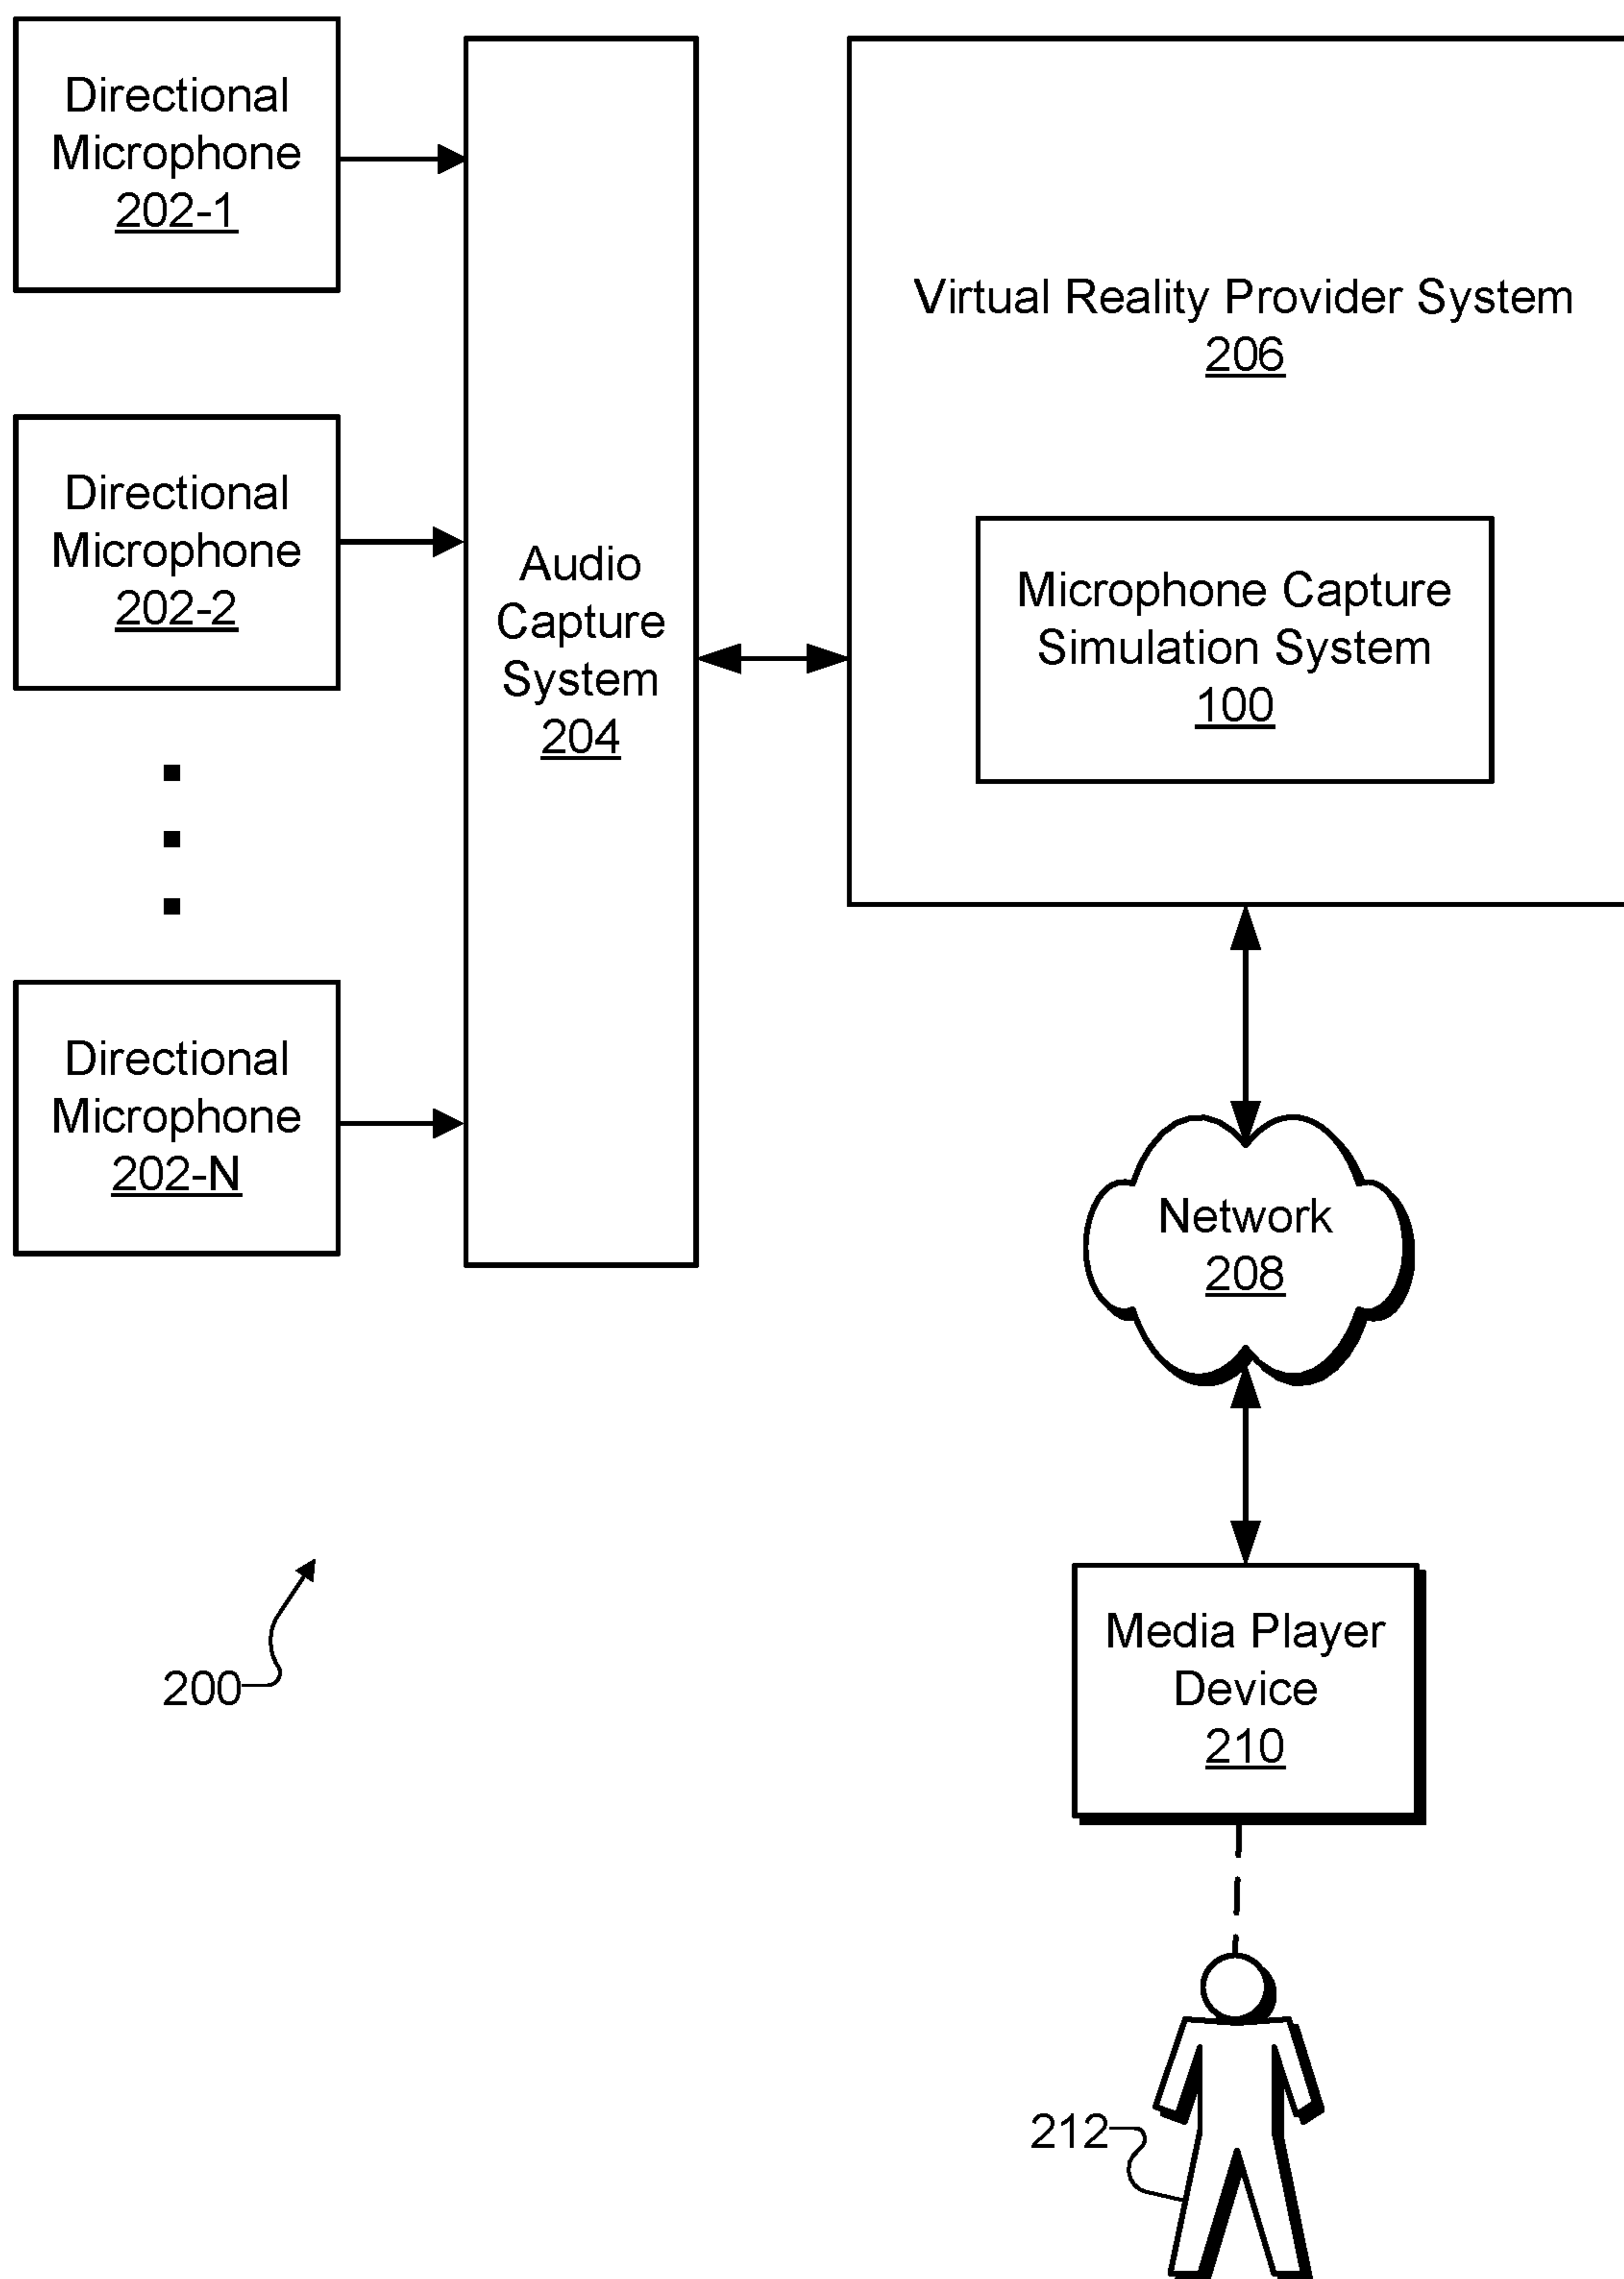 Directional
Microphone
202-1
Directional
Microphone
202-2
Directional
Microphone
202-N
Audio
Capture
System
204
Virtual Reality Provider System
206
Microphone Capture
Simulation System
100
Network
208
Media Player
Device
210
200
212